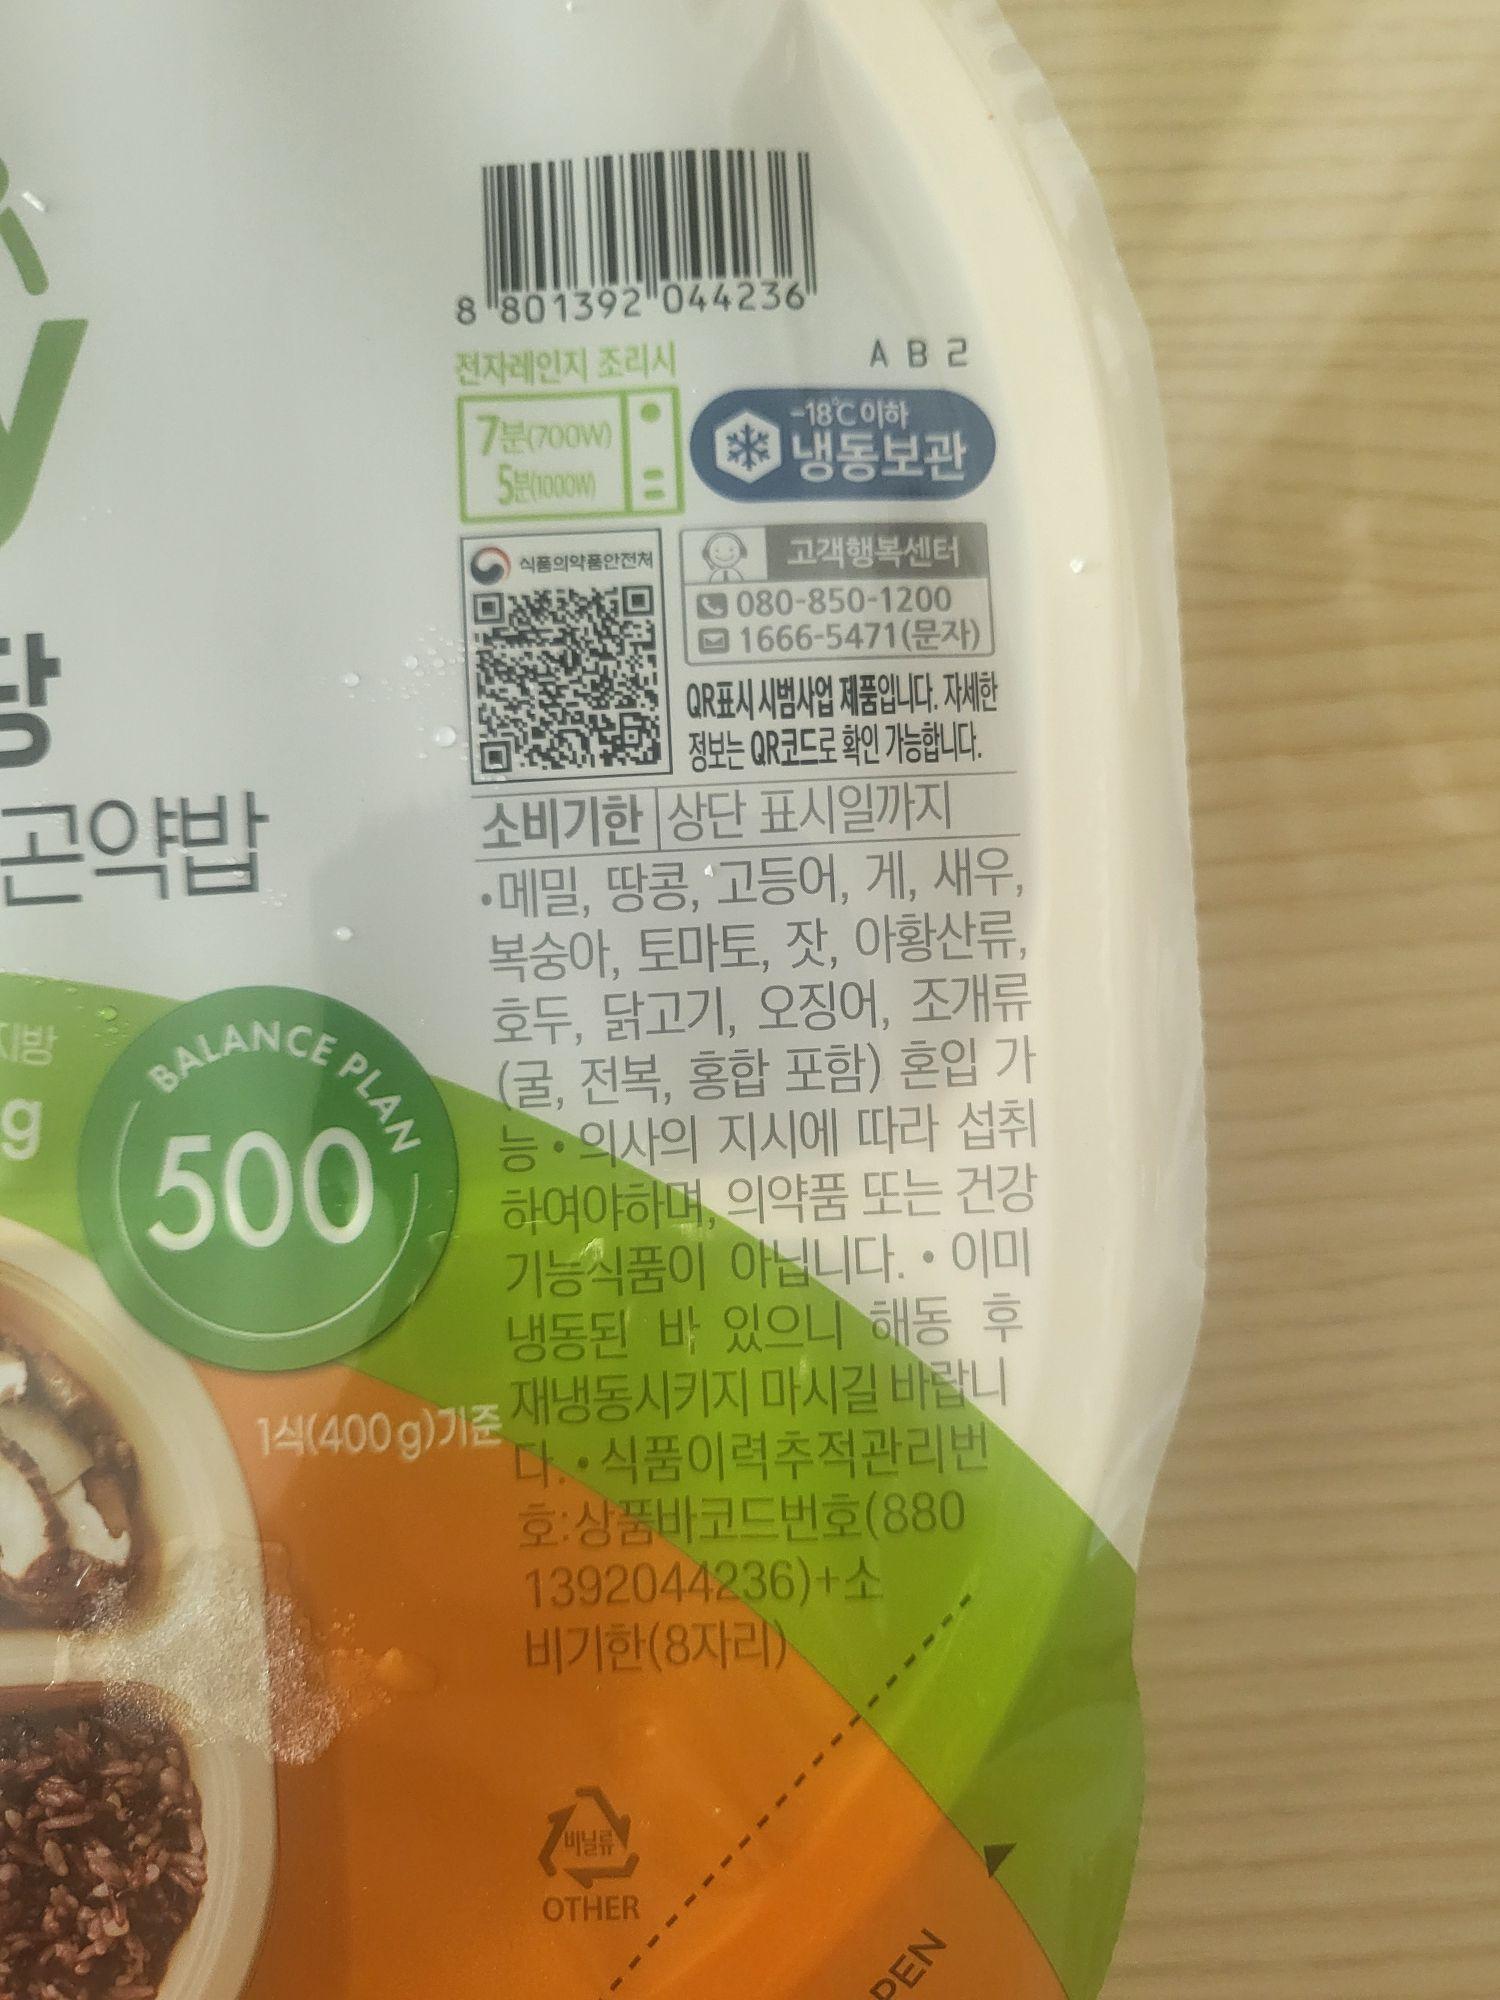 8 801392 044236
전자레인지 조리시
AB2
7분(700W)
5분(1000W)
-18℃ 이하
냉동보관
식품의약품안전처
고객행복센터
080-850-1200
1666-5471(문자)
QR표시 시범사업 제품입니다. 자세한
정보는 QR코드로 확인 가능합니다.
소비기한 상단 표시일까지
•메밀, 땅콩, 고등어, 게, 새우,
복숭아, 토마토, 잣, 아황산류,
호두, 닭고기, 오징어, 조개류
(굴, 전복, 홍합 포함) 혼입 가
능 • 의사의 지시에 따라 섭취
하여야하며, 의약품 또는 건강
기능식품이 아닙니다. • 이미
냉동된 바 있으니 해동 후
재냉동시키지 마시길 바랍니
다. • 식품이력추적관리번
호:상품바코드번호(880
1392044236)+소
비기한(8자리)
곤약밥
지방
g
BALANCE PLAN
500
1식(400g)기준
비닐류
OTHER
PEN